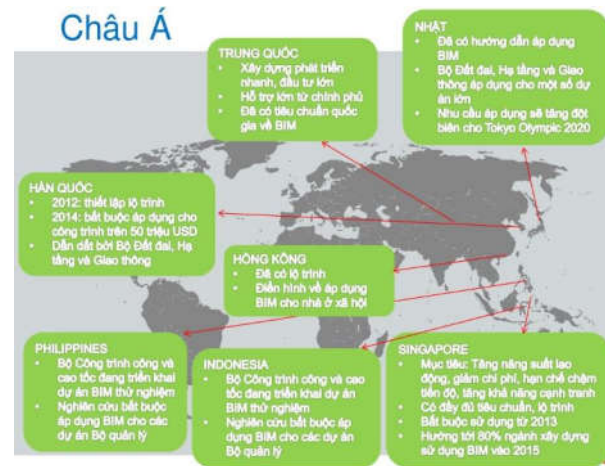 Châu Á
TRUNG QUỐC
• Xây dựng phát triển
nhanh, đầu tư lớn
• Hỗ trợ lớn từ chính phủ
• Đã có tiêu chuẩn quốc
gia về BIM
NHẬT
• Đã có hướng dẫn áp dụng
BIM
• Bộ Đất đai, Hạ tầng và Giao
thông áp dụng cho một số dự
án lớn
• Nhu cầu áp dụng sẽ tăng đột
biến cho Tokyo Olympic 2020
HÀN QUỐC
• 2012: thiết lập lộ trình
• 2014: bắt buộc áp dụng cho
công trình trên 50 triệu USD
• Dẫn dắt bởi Bộ Đất đai, Hạ
tầng và Giao thông
HỒNG KÔNG
• Đã có lộ trình
• Điển hình về áp dụng
BIM cho nhà ở xã hội
PHILIPPINES
• Bộ Công trình công và
cao tốc đang triển khai
dự án BIM thử nghiệm
• Nghiên cứu bắt buộc
áp dụng BIM cho các
dự án Bộ quản lý
INDONESIA
• Bộ Công trình công và cao
tốc đang triển khai dự án
BIM thử nghiệm
• Nghiên cứu bắt buộc áp
dụng BIM cho các dự án
Bộ quản lý
SINGAPORE
• Mục tiêu: Tăng năng suất lao
động, giảm chi phí, hạn chế chậm
tiến độ, tăng khả năng cạnh tranh
• Có đầy đủ tiêu chuẩn, lộ trình
• Bắt buộc sử dụng từ 2013
• Hướng tới 80% ngành xây dựng
sử dụng BIM vào 2015